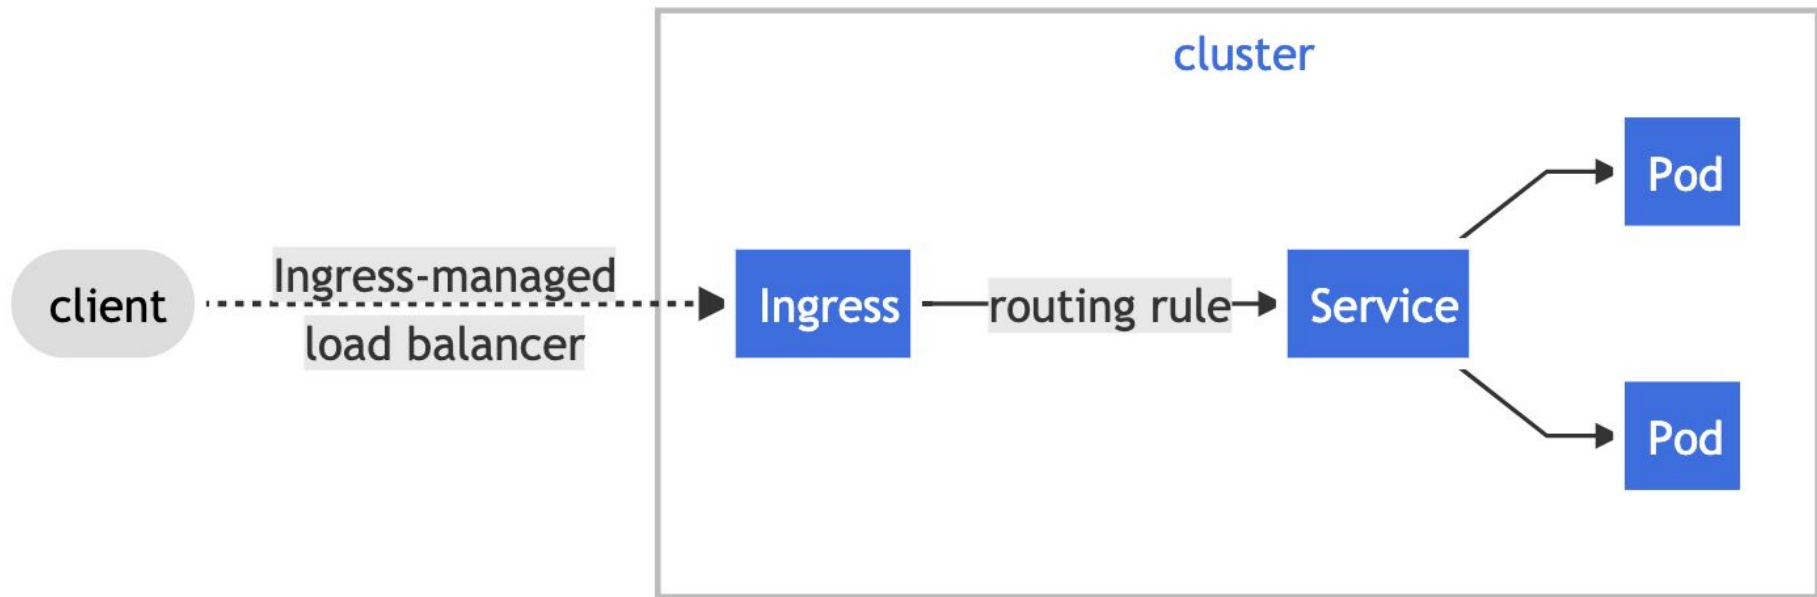 cluster
client
Ingress-managed
load balancer
Ingress
routing rule
Service
Pod
Pod